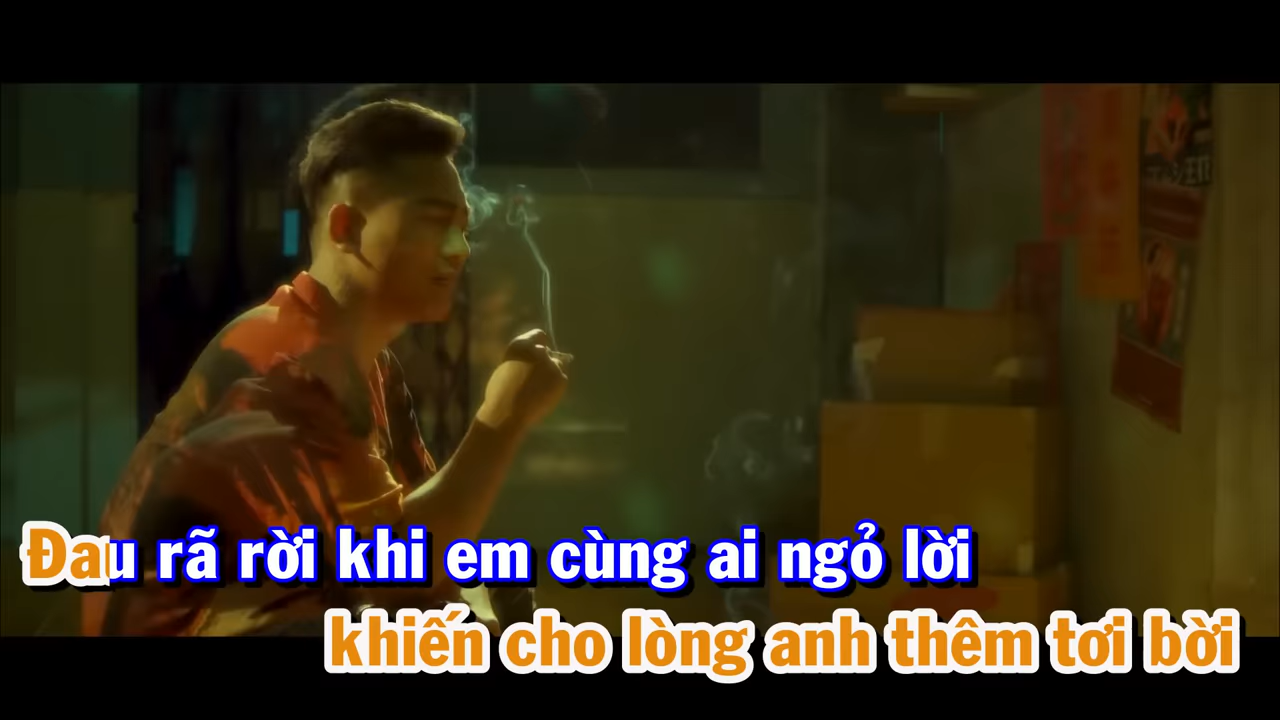 Đau rã rời khi em cùng ai ngỏ lời
khiến cho lòng anh thêm tơi bời